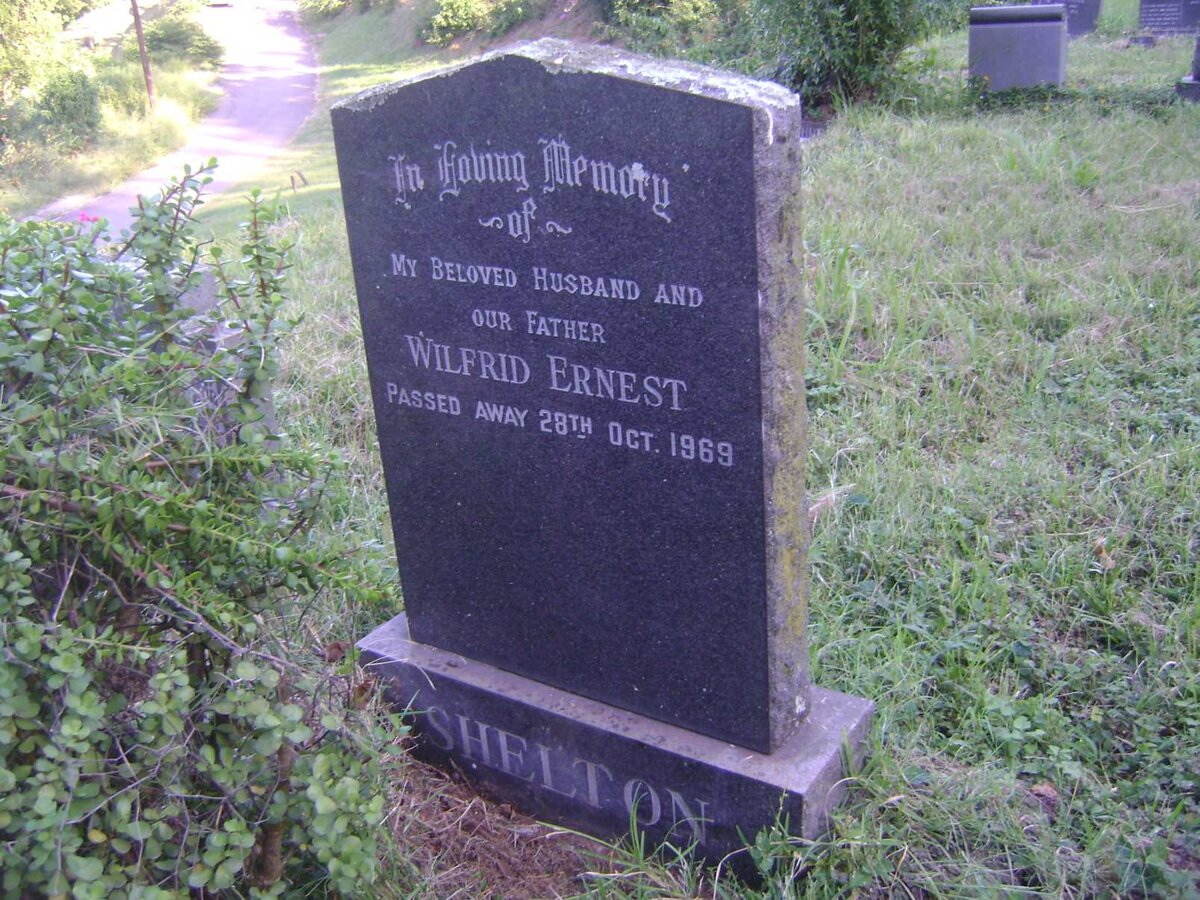 In Loving Memory
of
My Beloved Husband and
our Father
Wilfrid Ernest
Passed away 28th Oct. 1969
SHELTON